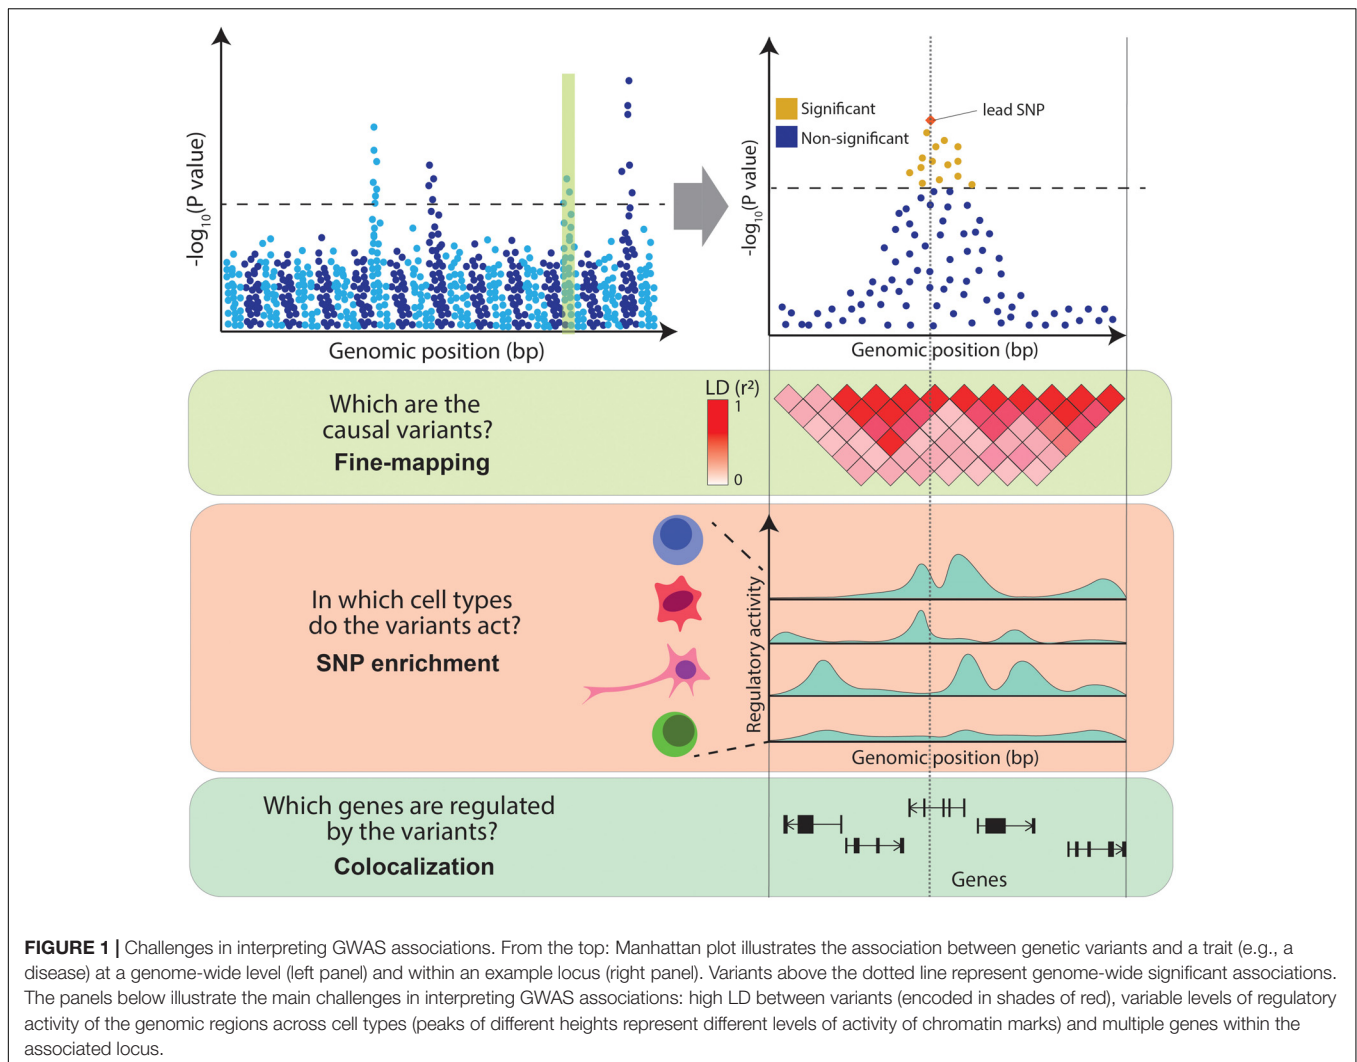 -log10(P value)
Genomic position (bp)
Significant
Non-significant
lead SNP
-log10(P value)
Genomic position (bp)
Which are the
causal variants?
Fine-mapping
LD (r²)
1
0
In which cell types
do the variants act?
SNP enrichment
Regulatory activity
Genomic position (bp)
Which genes are regulated
by the variants?
Colocalization
Genes
FIGURE 1 | Challenges in interpreting GWAS associations. From the top: Manhattan plot illustrates the association between genetic variants and a trait (e.g., a
disease) at a genome-wide level (left panel) and within an example locus (right panel). Variants above the dotted line represent genome-wide significant associations.
The panels below illustrate the main challenges in interpreting GWAS associations: high LD between variants (encoded in shades of red), variable levels of regulatory
activity of the genomic regions across cell types (peaks of different heights represent different levels of activity of chromatin marks) and multiple genes within the
associated locus.